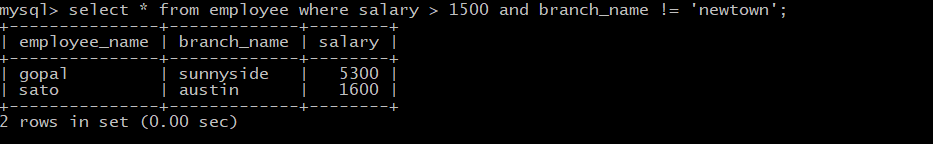 mysql> select * from employee where salary > 1500 and branch_name != 'newtown';
+---------------+-------------+--------+
| employee_name | branch_name | salary |
+---------------+-------------+--------+
| gopal         | sunnyside   |   5300 |
| sato          | austin      |   1600 |
+---------------+-------------+--------+
2 rows in set (0.00 sec)